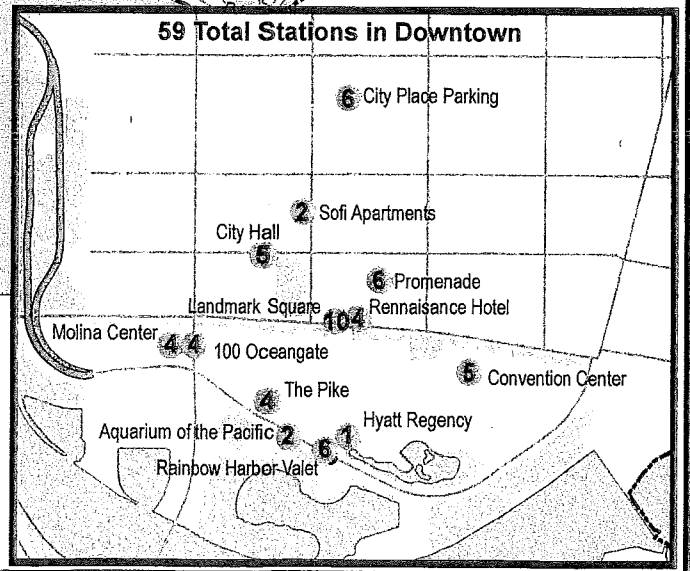 59 Total Stations in Downtown
6 City Place Parking
2 Sofi Apartments
City Hall
5
6 Promenade
Landmark Square
10
4
Rennaisance Hotel
Molina Center
4
4
100 Oceangate
5 Convention Center
The Pike
4
Hyatt Regency
1
Aquarium of the Pacific
2
6
Rainbow Harbor Valet